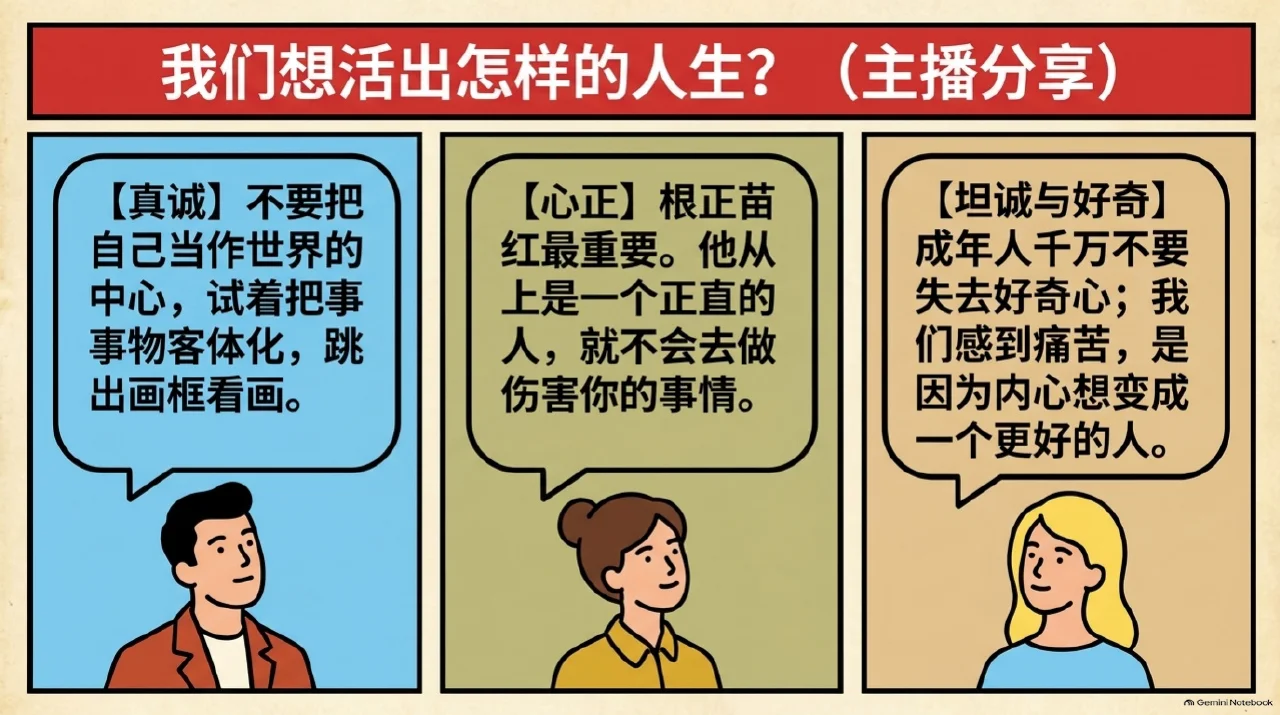 我们想活出怎样的人生？（主播分享）
【真诚】不要把
自己当作世界的
中心，试着把事
事物客体化，跳
出画框看画。
【心正】根正苗
红最重要。他从
上是一个正直的
人，就不会去做
伤害你的事情。
【坦诚与好奇】
成年人千万不要
失去好奇心；我
们感到痛苦，是
因为内心想变成
一个更好的人。
Gemini Notebook